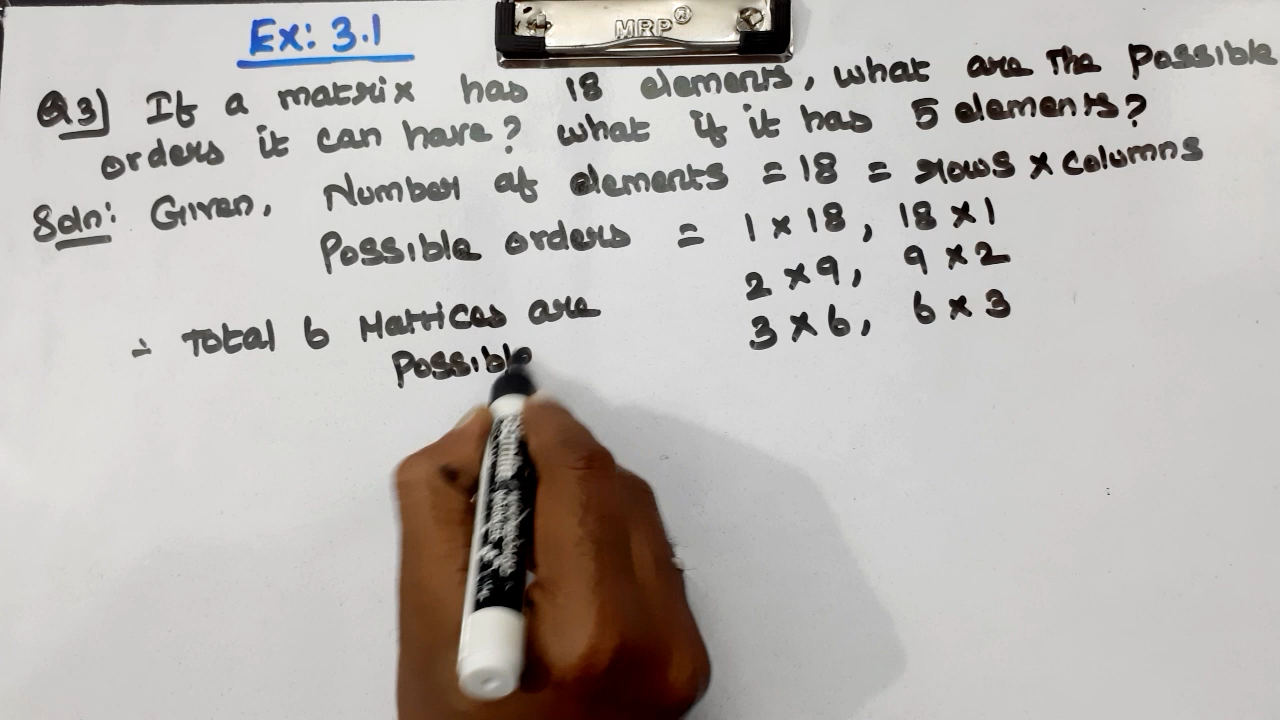 MRP®
Ex: 3.1
Q3) If a matrix has 18 elements, what are The possible
orders it can have? what if it has 5 elements?
Soln: Given, Number of elements = 18 = rows × columns
Possible orders = 1 × 18, 18 × 1
2 × 9, 9 × 2
3 × 6, 6 × 3
∴ Total 6 Matrices are
Possible